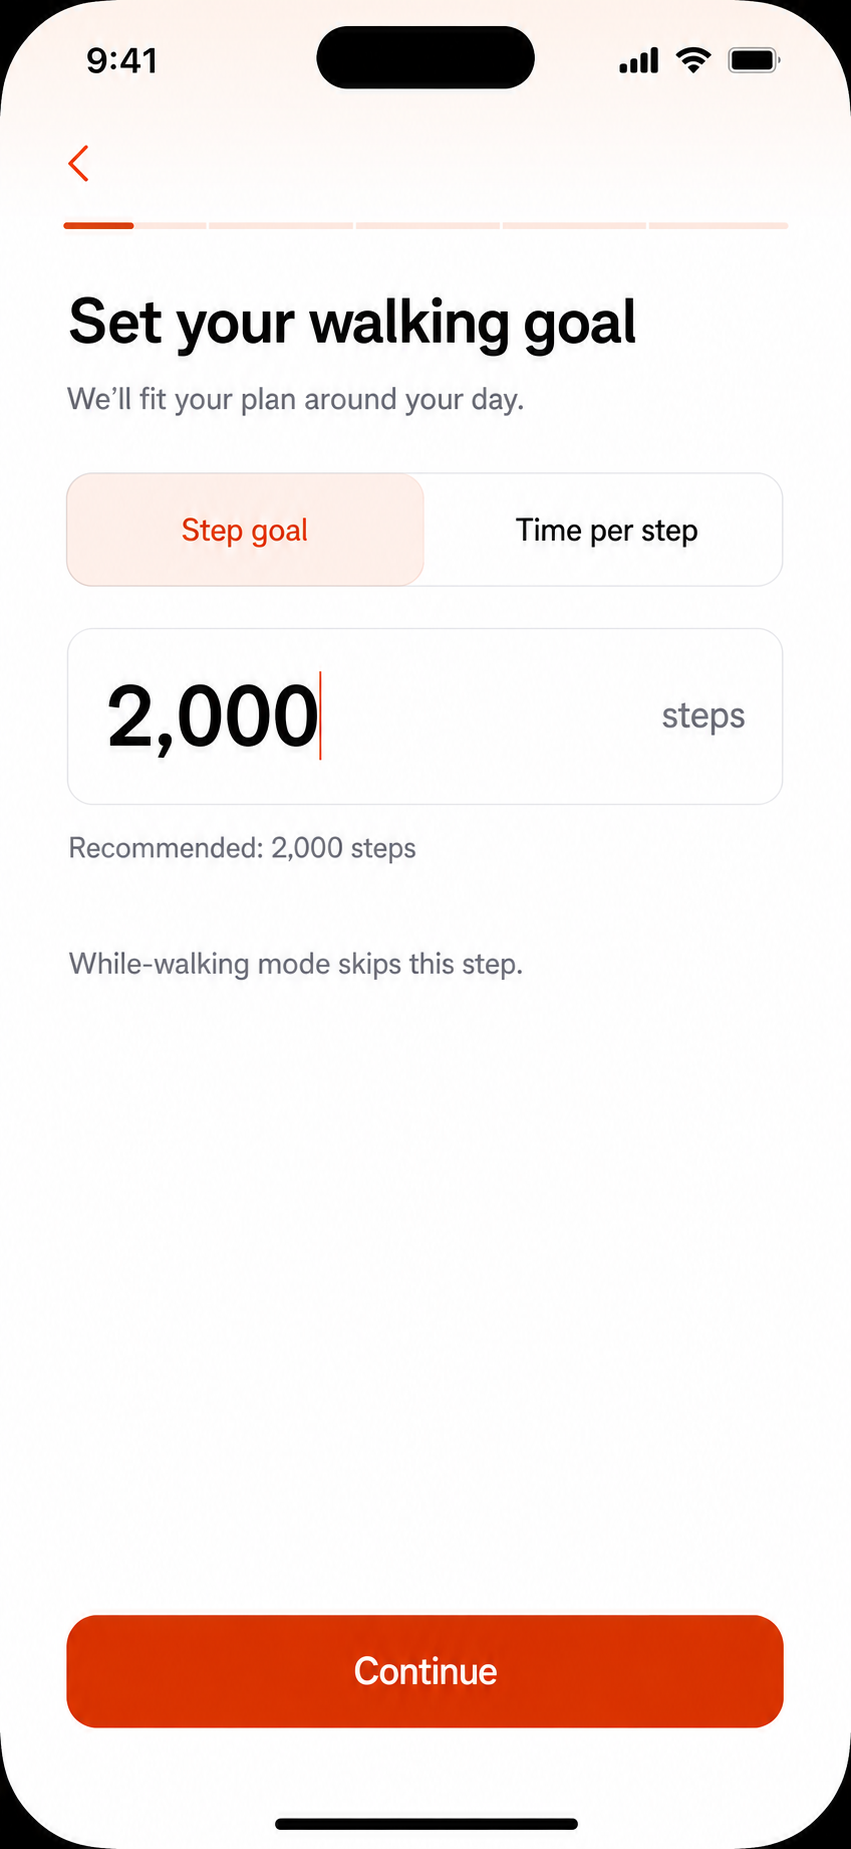 9:41
Set your walking goal
We’ll fit your plan around your day.
Step goal
Time per step
2,000
steps
Recommended: 2,000 steps
While-walking mode skips this step.
Continue